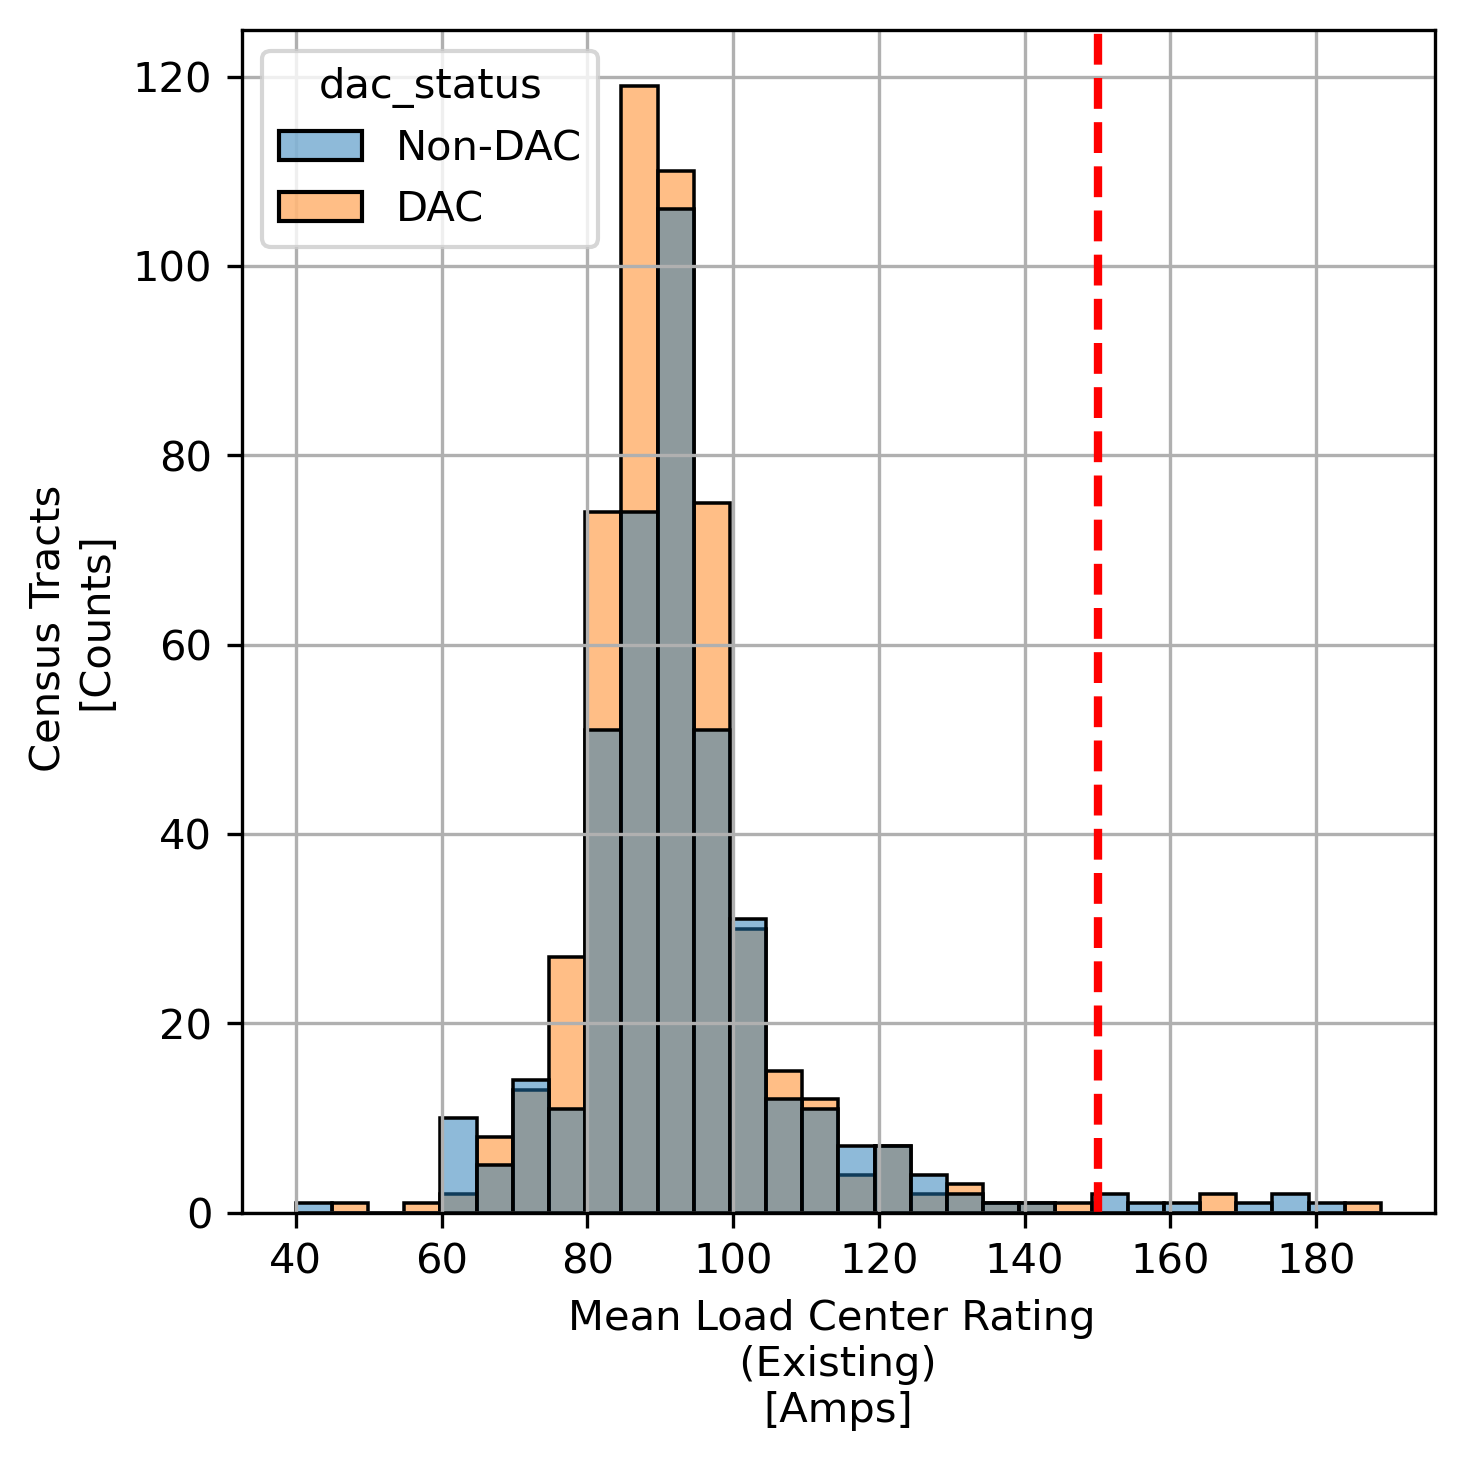 dac_status
Non-DAC
DAC
120
100
80
60
40
20
0
Census Tracts
[Counts]
40 60 80 100 120 140 160 180
Mean Load Center Rating
(Existing)
[Amps]